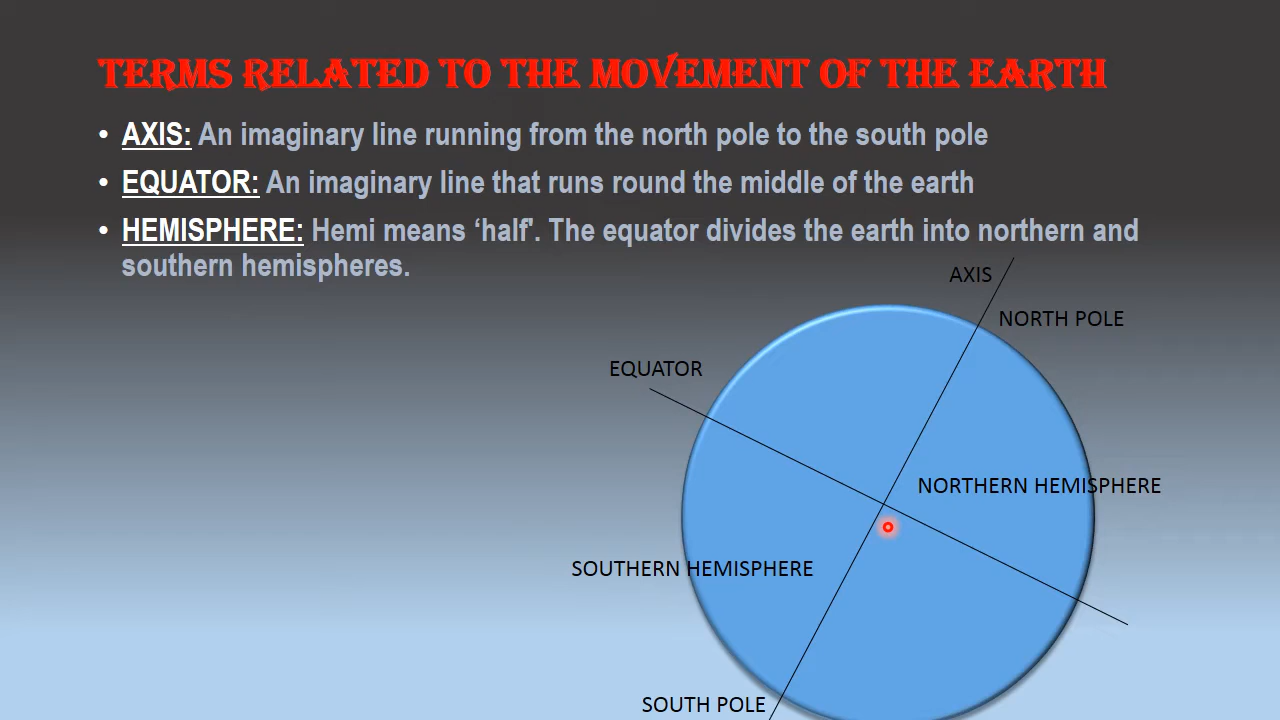 TERMS RELATED TO THE MOVEMENT OF THE EARTH
• AXIS: An imaginary line running from the north pole to the south pole
• EQUATOR: An imaginary line that runs round the middle of the earth
• HEMISPHERE: Hemi means ‘half'. The equator divides the earth into northern and
southern hemispheres.
AXIS
NORTH POLE
EQUATOR
NORTHERN HEMISPHERE
SOUTHERN HEMISPHERE
SOUTH POLE